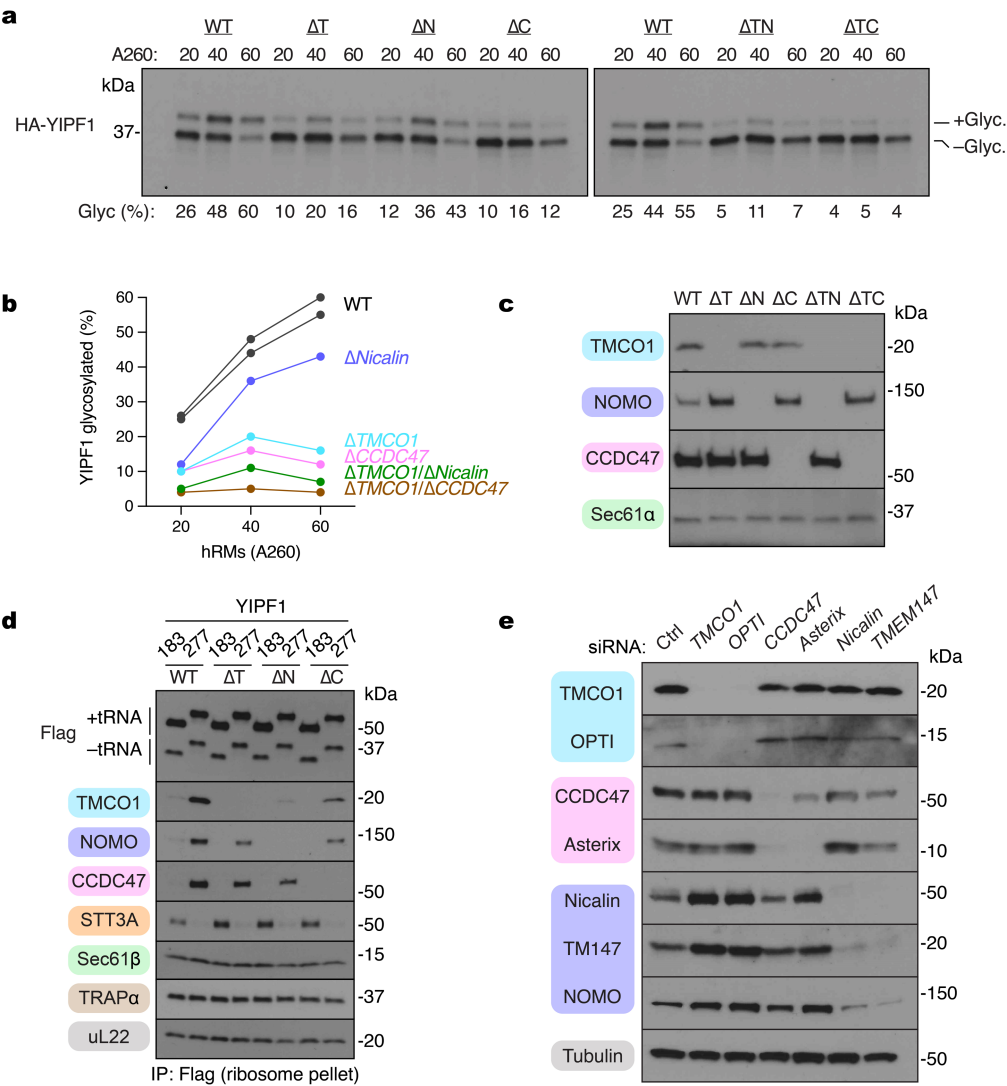 a
WT ΔT ΔN ΔC WT ΔTN ΔTC
A260: 20 40 60 20 40 60 20 40 60 20 40 60 20 40 60 20 40 60 20 40 60
kDa
HA-YIPF1
37-
+Glyc.
–Glyc.
Glyc (%): 26 48 60 10 20 16 12 36 43 10 16 12 25 44 55 5 11 7 4 5 4
b
YIPF1 glycosylated (%)
60
50
40
30
20
10
0
20 40 60
hRMs (A260)
WT
ΔNicalin
ΔTMCO1
ΔCCDC47
ΔTMCO1/ΔNicalin
ΔTMCO1/ΔCCDC47
c
WT ΔT ΔN ΔC ΔTN ΔTC
kDa
TMCO1 -20
NOMO -150
CCDC47 -50
Sec61α -37
d
YIPF1
183 277 183 277 183 277 183 277
WT ΔT ΔN ΔC
kDa
Flag
+tRNA -50
–tRNA -37
TMCO1 -20
NOMO -150
CCDC47 -50
STT3A -50
Sec61β -15
TRAPα -37
uL22 -20
IP: Flag (ribosome pellet)
e
siRNA: Ctrl TMCO1 OPTI CCDC47 Asterix Nicalin TMEM147
kDa
TMCO1 -20
OPTI -15
CCDC47 -50
Asterix -10
Nicalin -50
TM147 -20
NOMO -150
Tubulin -50